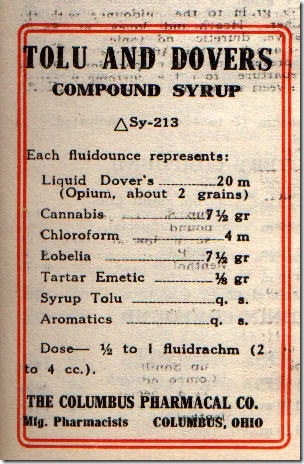 TOLU AND DOVERS
COMPOUND SYRUP
△Sy-213
Each fluidounce represents:
Liquid Dover's ............20 m
(Opium, about 2 grains)
Cannabis ............7½ gr
Chloroform ............4 m
Lobelia ............7½ gr
Tartar Emetic ............⅛ gr
Syrup Tolu ............q. s.
Aromatics ............q. s.
Dose— ½ to 1 fluidrachm (2
to 4 cc.).
THE COLUMBUS PHARMACAL CO.
Mfg. Pharmacists COLUMBUS, OHIO